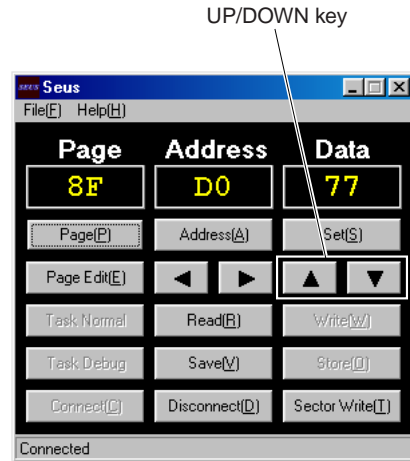 UP/DOWN key
SEUS Seus
File(F) Help(H)
Page Address Data
8F D0 77
Page(P) Address(A) Set(S)
Page Edit(E) ◀ ▶ ▲ ▼
Task Normal Read(R) Write(W)
Task Debug Save(V) Store(O)
Connect(C) Disconnect(D) Sector Write(T)
Connected